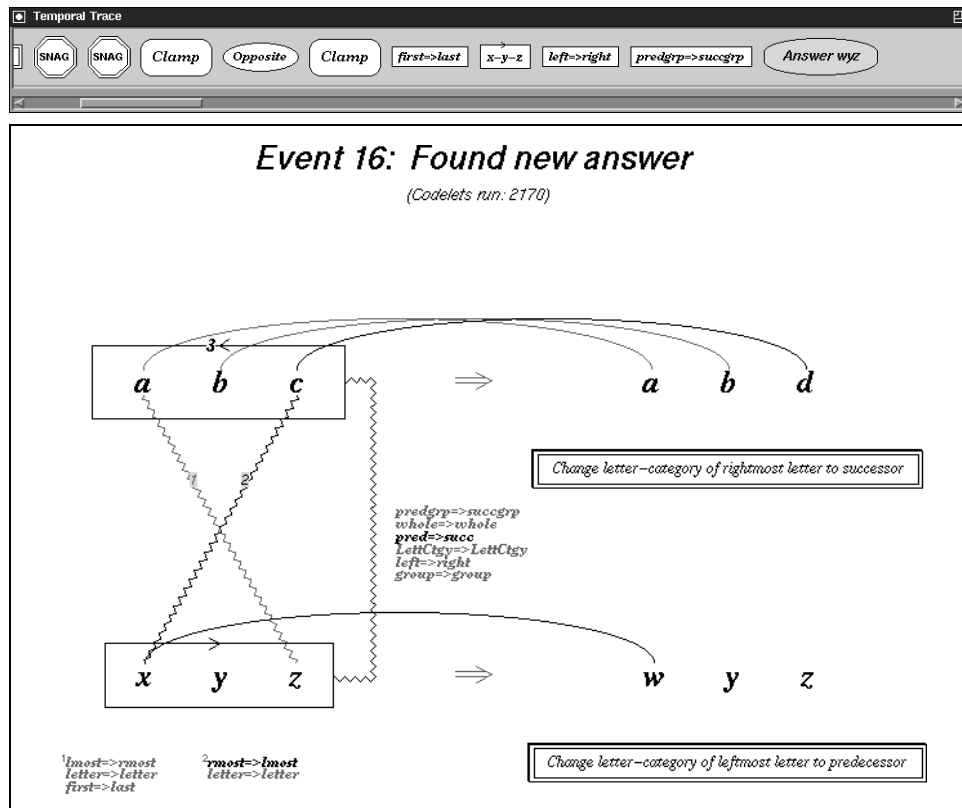 Temporal Trace
SNAG SNAG Clamp Opposite Clamp first=>last x-y-z left=>right predgrp=>succgrp Answer wyz
Event 16: Found new answer
(Codelets run: 2170)
3
a b c a b d
Change letter-category of rightmost letter to successor
1 2
predgrp=>succgrp
whole=>whole
pred=>succ
LettCtgy=>LettCtgy
left=>right
group=>group
x y z w y z
1lmost=>rmost 2rmost=>lmost
letter=>letter letter=>letter
first=>last
Change letter-category of leftmost letter to predecessor